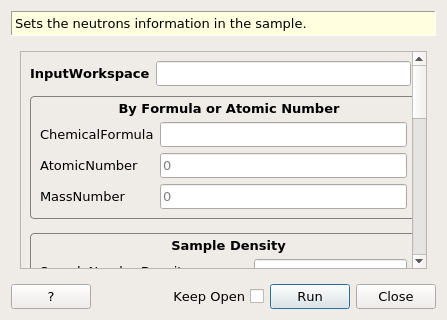 Sets the neutrons information in the sample.
InputWorkspace
By Formula or Atomic Number
ChemicalFormula
AtomicNumber 0
MassNumber 0
Sample Density
? Keep Open Run Close